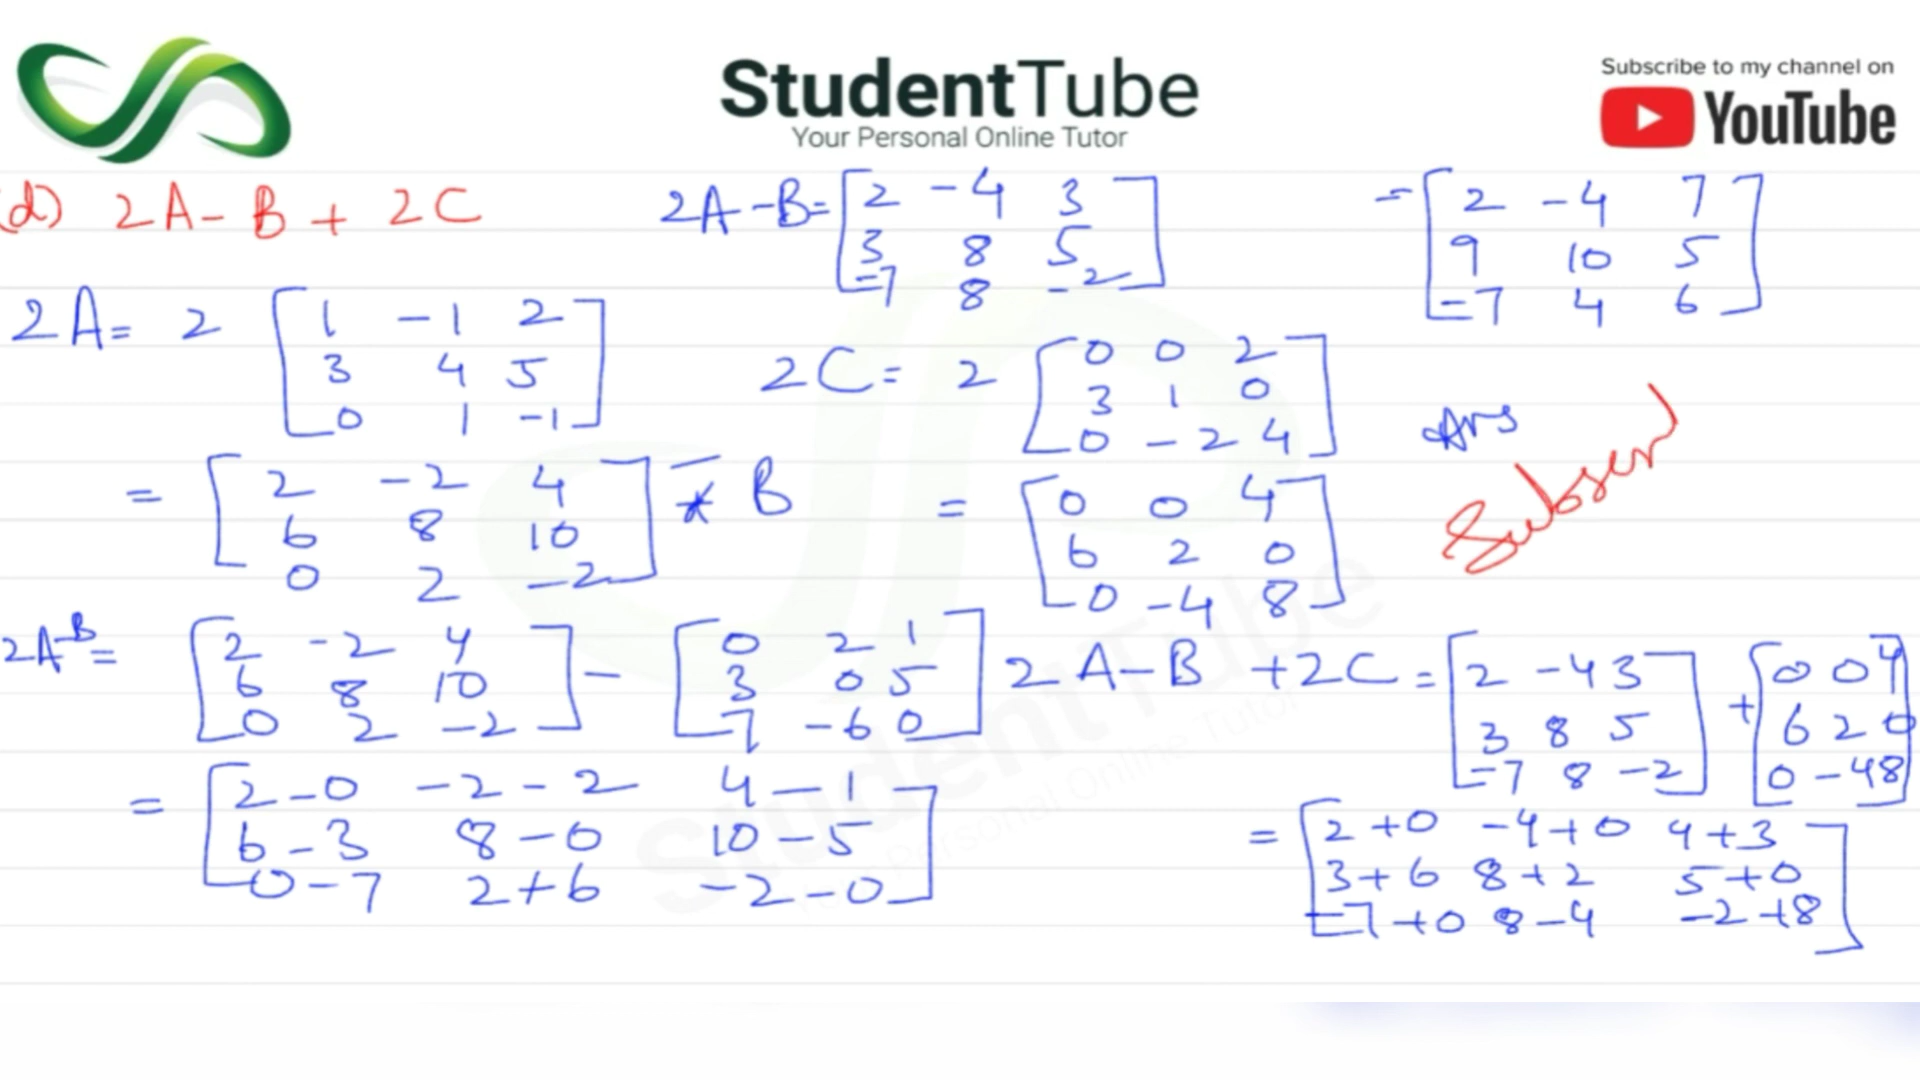 StudentTube
Your Personal Online Tutor
Subscribe to my channel on
YouTube
(d) 2A - B + 2C
2A = 2 [1 -1 2
3 4 5
0 1 -1]
= [2 -2 4
6 8 10
0 2 -2] - * B
2A-B = [2 -2 4
6 8 10
0 2 -2] - [0 2 1
3 0 5
7 -6 0]
= [2-0 -2-2 4-1
6-3 8-0 10-5
0-7 2+6 -2-0]
2A-B = [2 -4 3
3 8 5
-7 8 -2]
2C = 2 [0 0 2
3 1 0
0 -2 4]
= [0 0 4
6 2 0
0 -4 8]
2A-B +2C = [2 -4 3
3 8 5
-7 8 -2] + [0 0 4
6 2 0
0 -4 8]
= [2+0 -4+0 4+3
3+6 8+2 5+0
-7+0 8-4 -2+8]
= [2 -4 7
9 10 5
-7 4 6]
Ans
StudentTube
Your Personal Online Tutor